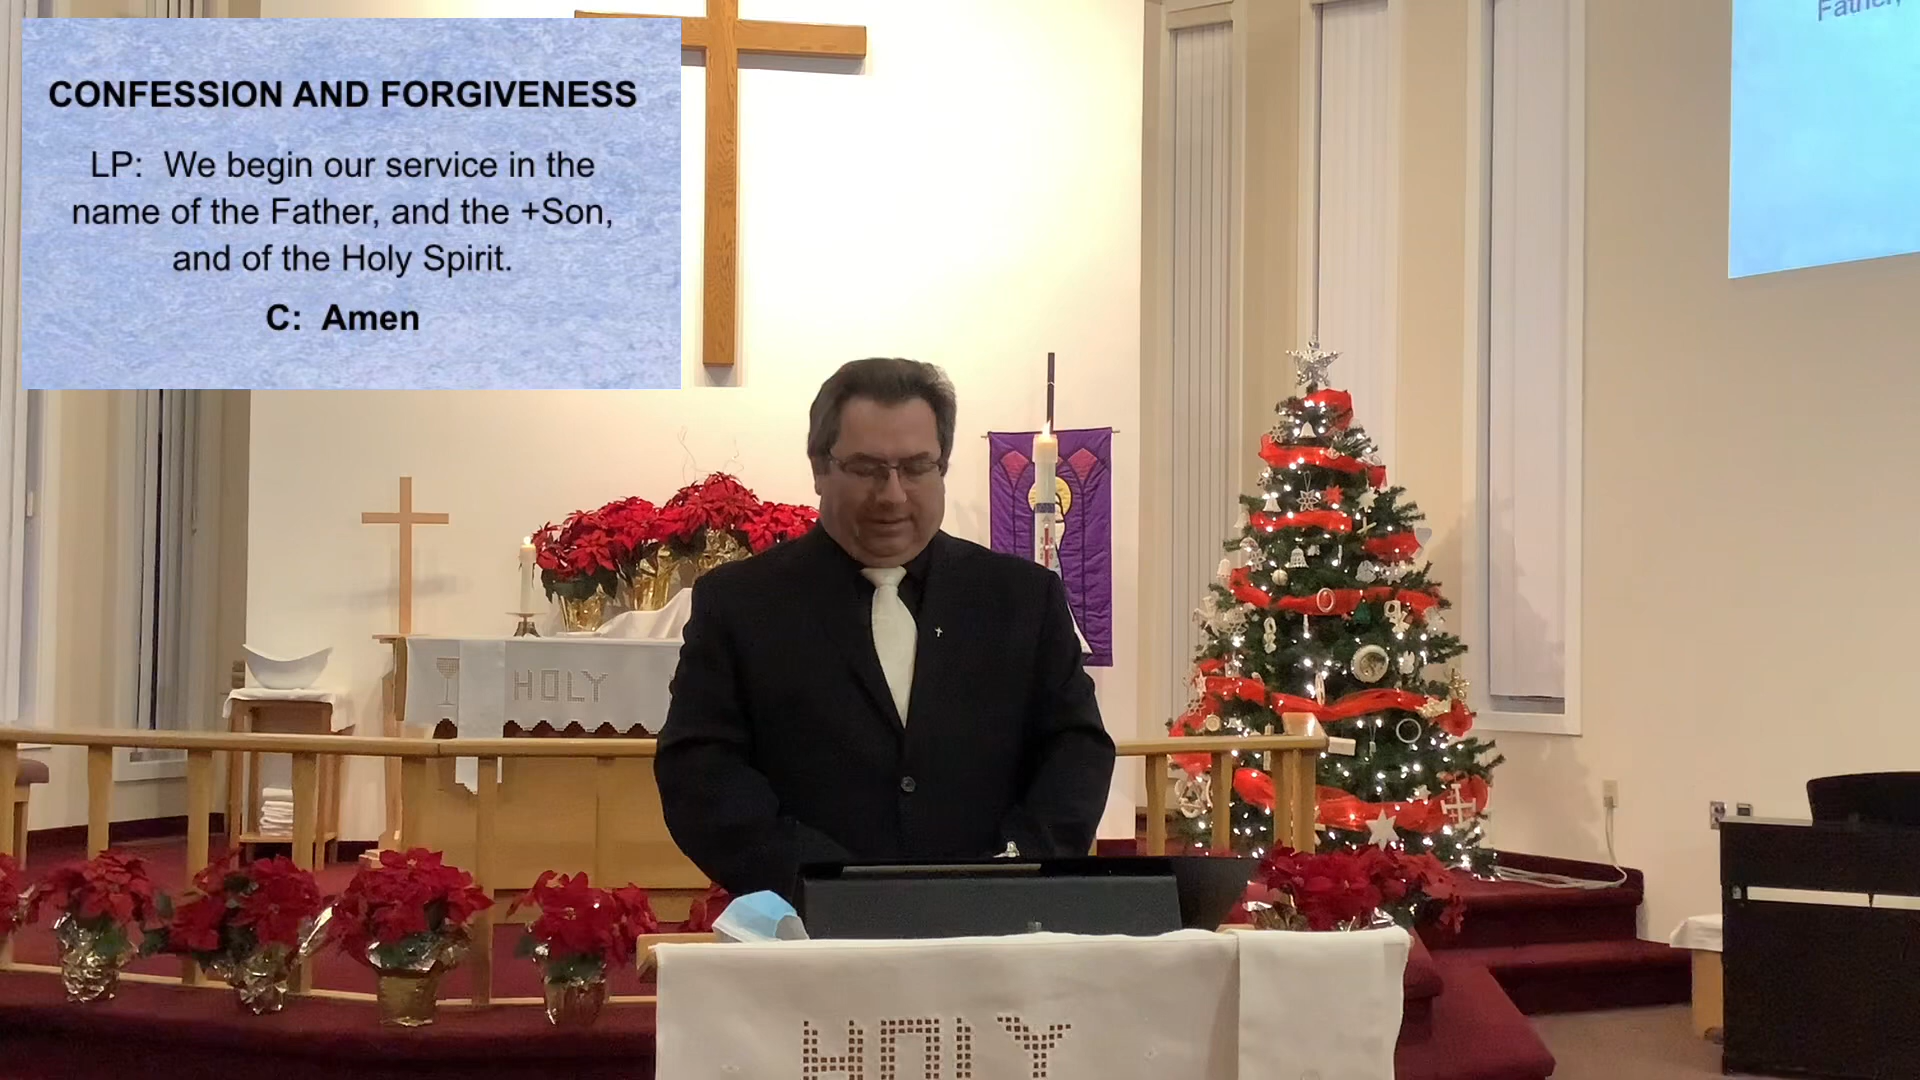 CONFESSION AND FORGIVENESS
LP:  We begin our service in the
name of the Father, and the +Son,
and of the Holy Spirit.
C:  Amen
Father,
HOLY
HOLY